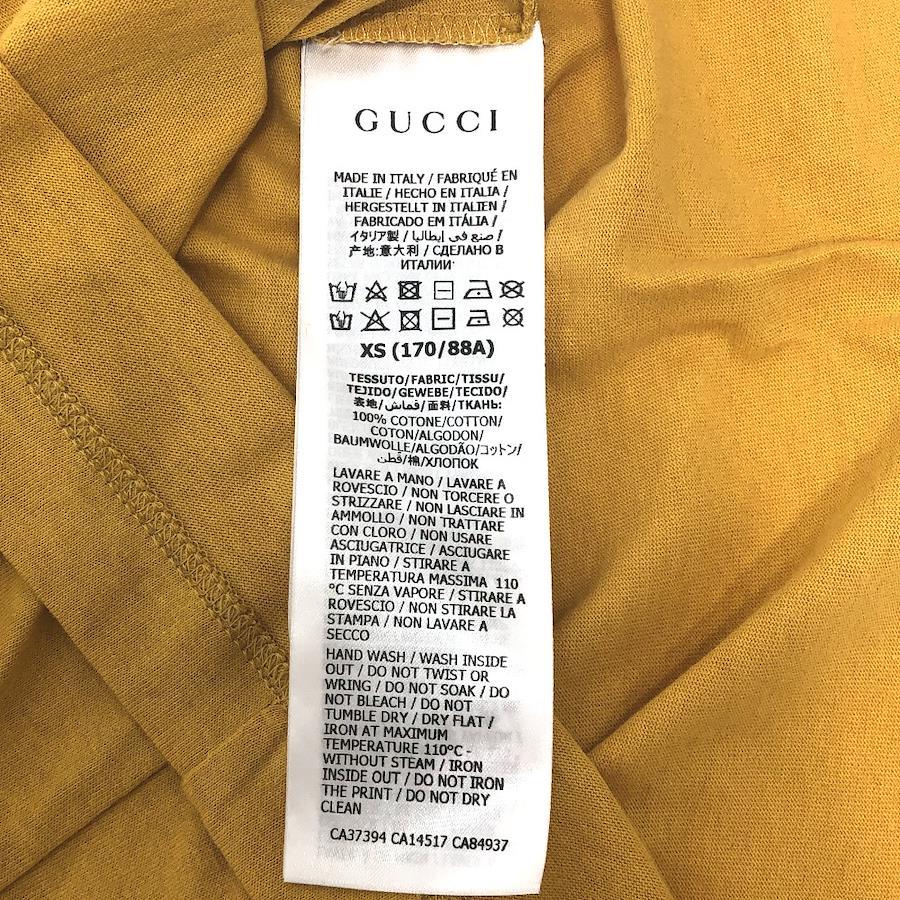 GUCCI
MADE IN ITALY / FABRIQUÉ EN
ITALIE / HECHO EN ITALIA /
HERGESTELLT IN ITALIEN /
FABRICADO EM ITÁLIA /
イタリア製 / صنع في إيطاليا /
产地:意大利 / СДЕЛАНО В
ИТАЛИИ
XS (170/88A)
TESSUTO/FABRIC/TISSU/
TEJIDO/GEWEBE/TECIDO/
表地/قماش/面料/ТКАНЬ:
100% COTONE/COTTON/
COTON/ALGODON/
BAUMWOLLE/ALGODÃO/コットン/
قطن/棉/ХЛОПОК
LAVARE A MANO / LAVARE A
ROVESCIO / NON TORCERE O
STRIZZARE / NON LASCIARE IN
AMMOLLO / NON TRATTARE
CON CLORO / NON USARE
ASCIUGATRICE / ASCIUGARE
IN PIANO / STIRARE A
TEMPERATURA MASSIMA 110
°C SENZA VAPORE / STIRARE A
ROVESCIO / NON STIRARE LA
STAMPA / NON LAVARE A
SECCO
HAND WASH / WASH INSIDE
OUT / DO NOT TWIST OR
WRING / DO NOT SOAK / DO
NOT BLEACH / DO NOT
TUMBLE DRY / DRY FLAT /
IRON AT MAXIMUM
TEMPERATURE 110°C -
WITHOUT STEAM / IRON
INSIDE OUT / DO NOT IRON
THE PRINT / DO NOT DRY
CLEAN
CA37394 CA14517 CA84937